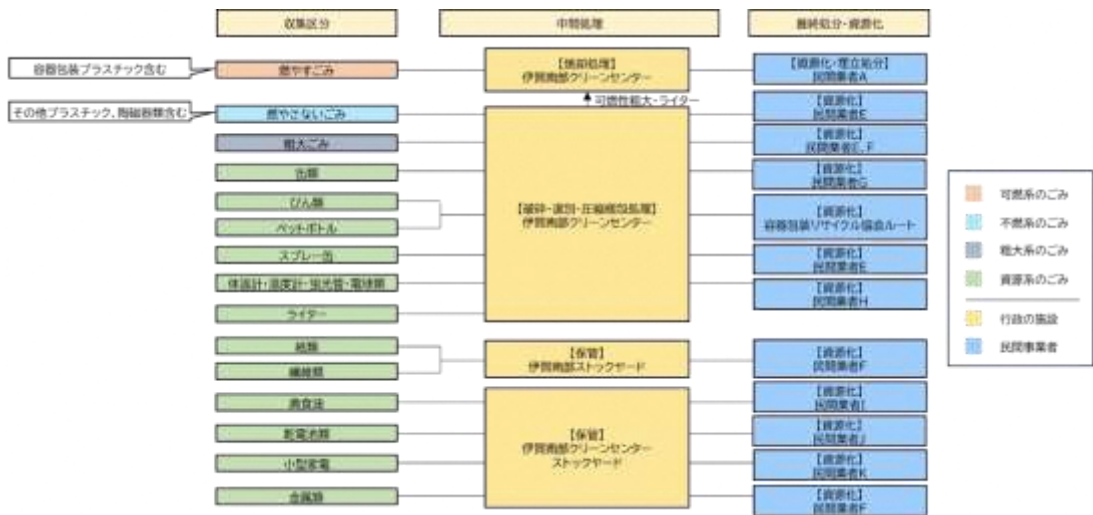 収集区分
中間処理
最終処分・資源化
容器包装プラスチック含む
燃やすごみ
【焼却処理】
伊賀南部クリーンセンター
【資源化・埋立処分】
民間業者A
可燃性粗大・ライター
その他プラスチック、陶磁器類含む
燃やさないごみ
【資源化】
民間業者E
粗大ごみ
【資源化】
民間業者E、F
缶類
【資源化】
民間業者G
びん類
ペットボトル
【破砕・選別・圧縮梱包処理】
伊賀南部クリーンセンター
【資源化】
容器包装リサイクル協会ルート
スプレー缶
【資源化】
民間業者E
体温計・温度計・蛍光管・電球類
【資源化】
民間業者H
ライター
紙類
繊維類
【保管】
伊賀南部ストックヤード
【資源化】
民間業者F
廃食油
【資源化】
民間業者I
乾電池類
【保管】
伊賀南部クリーンセンター
ストックヤード
【資源化】
民間業者J
小型家電
【資源化】
民間業者K
金属類
【資源化】
民間業者F
可燃系のごみ
不燃系のごみ
粗大系のごみ
資源系のごみ
行政の施設
民間事業者